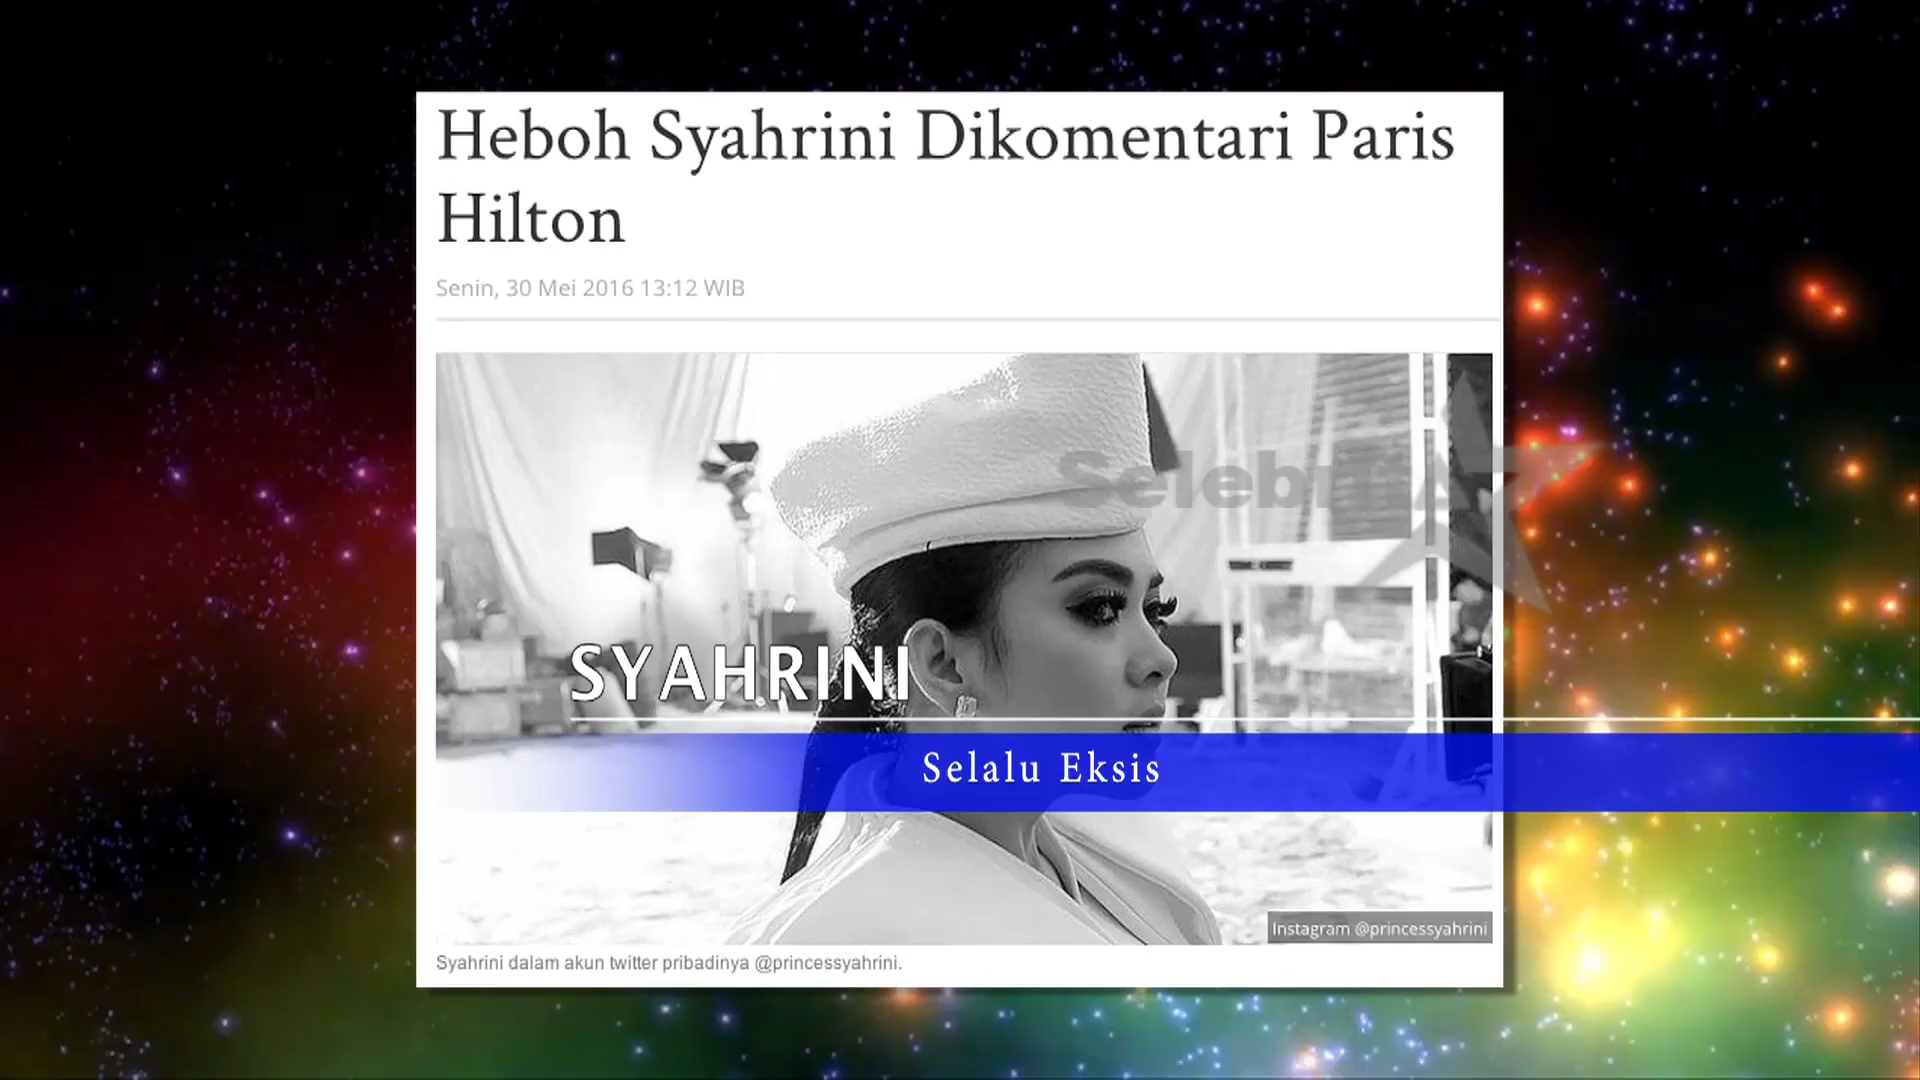 Heboh Syahrini Dikomentari Paris
Hilton
Senin, 30 Mei 2016 13:12 WIB
SYAHRINI
Selalu Eksis
Instagram @princessyahrini
Syahrini dalam akun twitter pribadinya @princessyahrini.